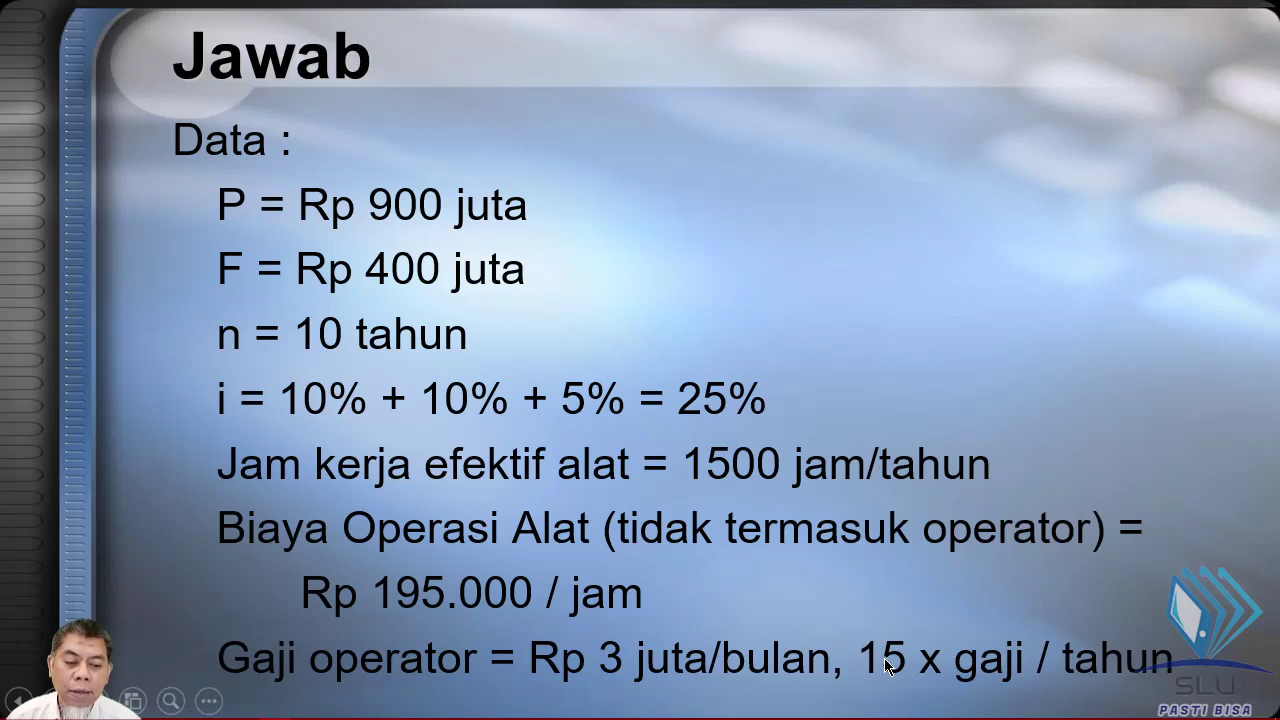 Jawab
Data :
P = Rp 900 juta
F = Rp 400 juta
n = 10 tahun
i = 10% + 10% + 5% = 25%
Jam kerja efektif alat = 1500 jam/tahun
Biaya Operasi Alat (tidak termasuk operator) =
Rp 195.000 / jam
Gaji operator = Rp 3 juta/bulan, 15 x gaji / tahun
SLU
PASTI BISA